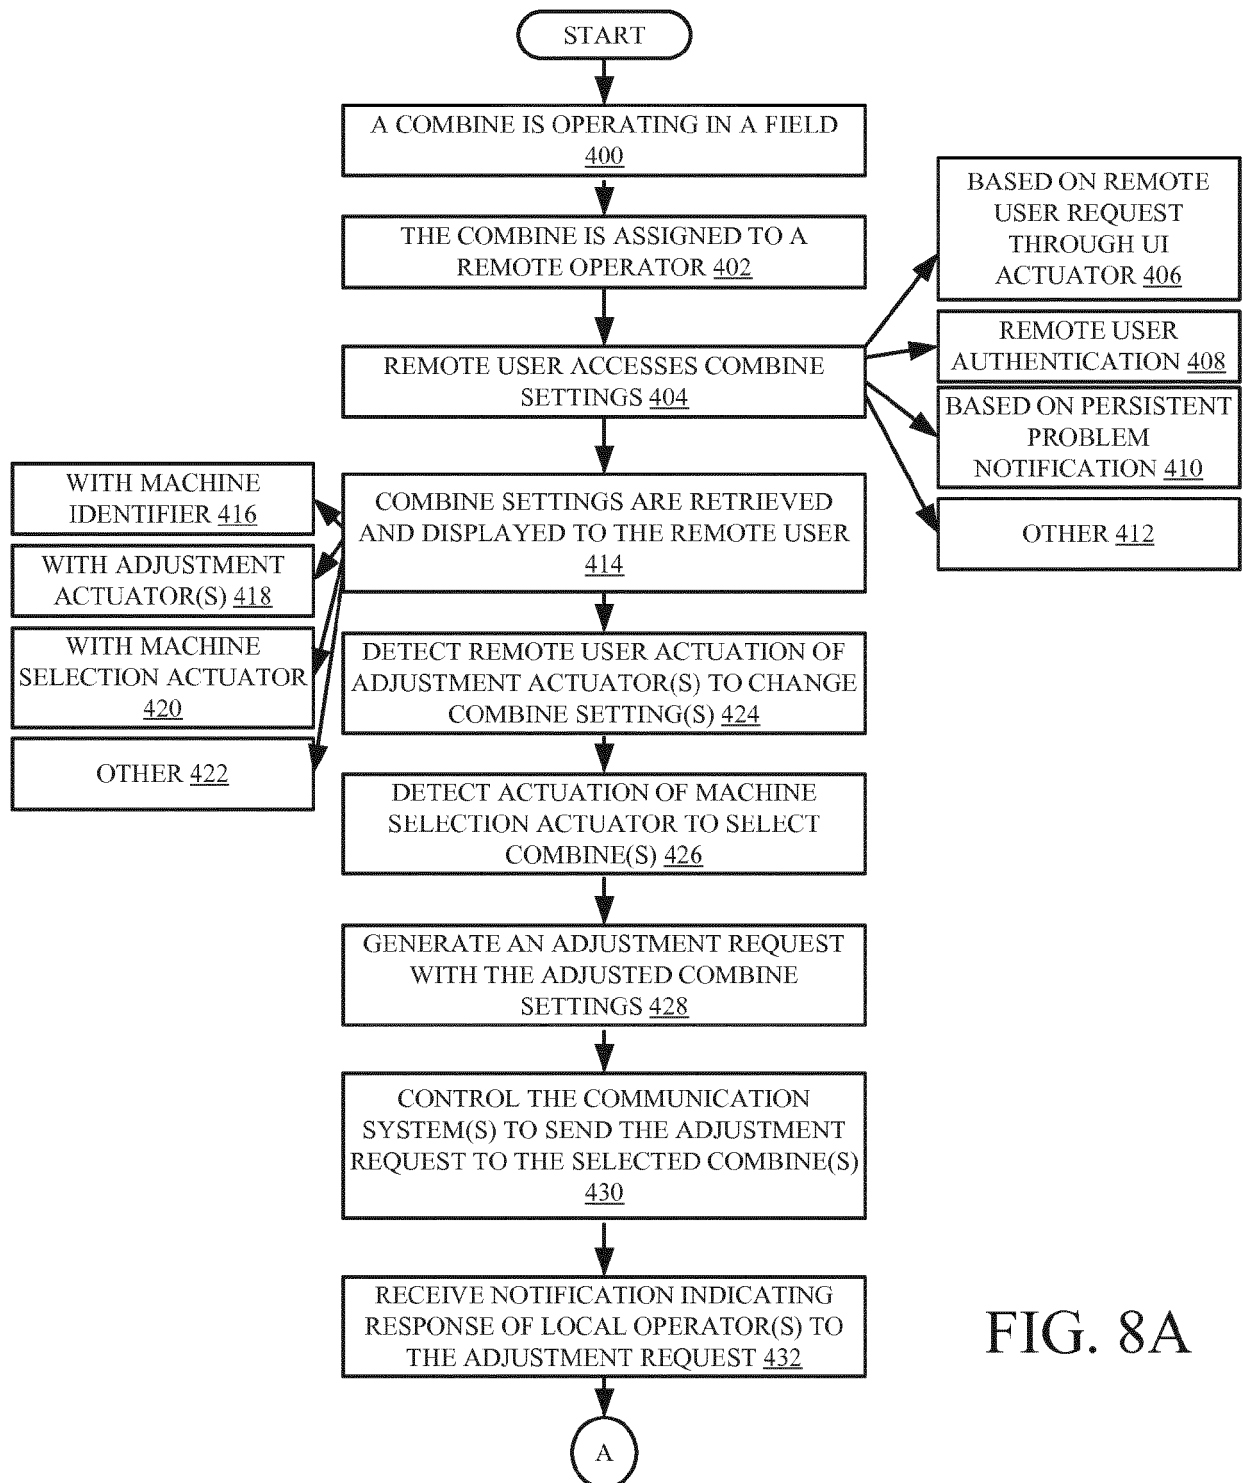 START
A COMBINE IS OPERATING IN A FIELD
400
THE COMBINE IS ASSIGNED TO A
REMOTE OPERATOR 402
REMOTE USER ACCESSES COMBINE
SETTINGS 404
BASED ON REMOTE
USER REQUEST
THROUGH UI
ACTUATOR 406
REMOTE USER
AUTHENTICATION 408
BASED ON PERSISTENT
PROBLEM
NOTIFICATION 410
OTHER 412
COMBINE SETTINGS ARE RETRIEVED
AND DISPLAYED TO THE REMOTE USER
414
WITH MACHINE
IDENTIFIER 416
WITH ADJUSTMENT
ACTUATOR(S) 418
WITH MACHINE
SELECTION ACTUATOR
420
OTHER 422
DETECT REMOTE USER ACTUATION OF
ADJUSTMENT ACTUATOR(S) TO CHANGE
COMBINE SETTING(S) 424
DETECT ACTUATION OF MACHINE
SELECTION ACTUATOR TO SELECT
COMBINE(S) 426
GENERATE AN ADJUSTMENT REQUEST
WITH THE ADJUSTED COMBINE
SETTINGS 428
CONTROL THE COMMUNICATION
SYSTEM(S) TO SEND THE ADJUSTMENT
REQUEST TO THE SELECTED COMBINE(S)
430
RECEIVE NOTIFICATION INDICATING
RESPONSE OF LOCAL OPERATOR(S) TO
THE ADJUSTMENT REQUEST 432
A
FIG. 8A